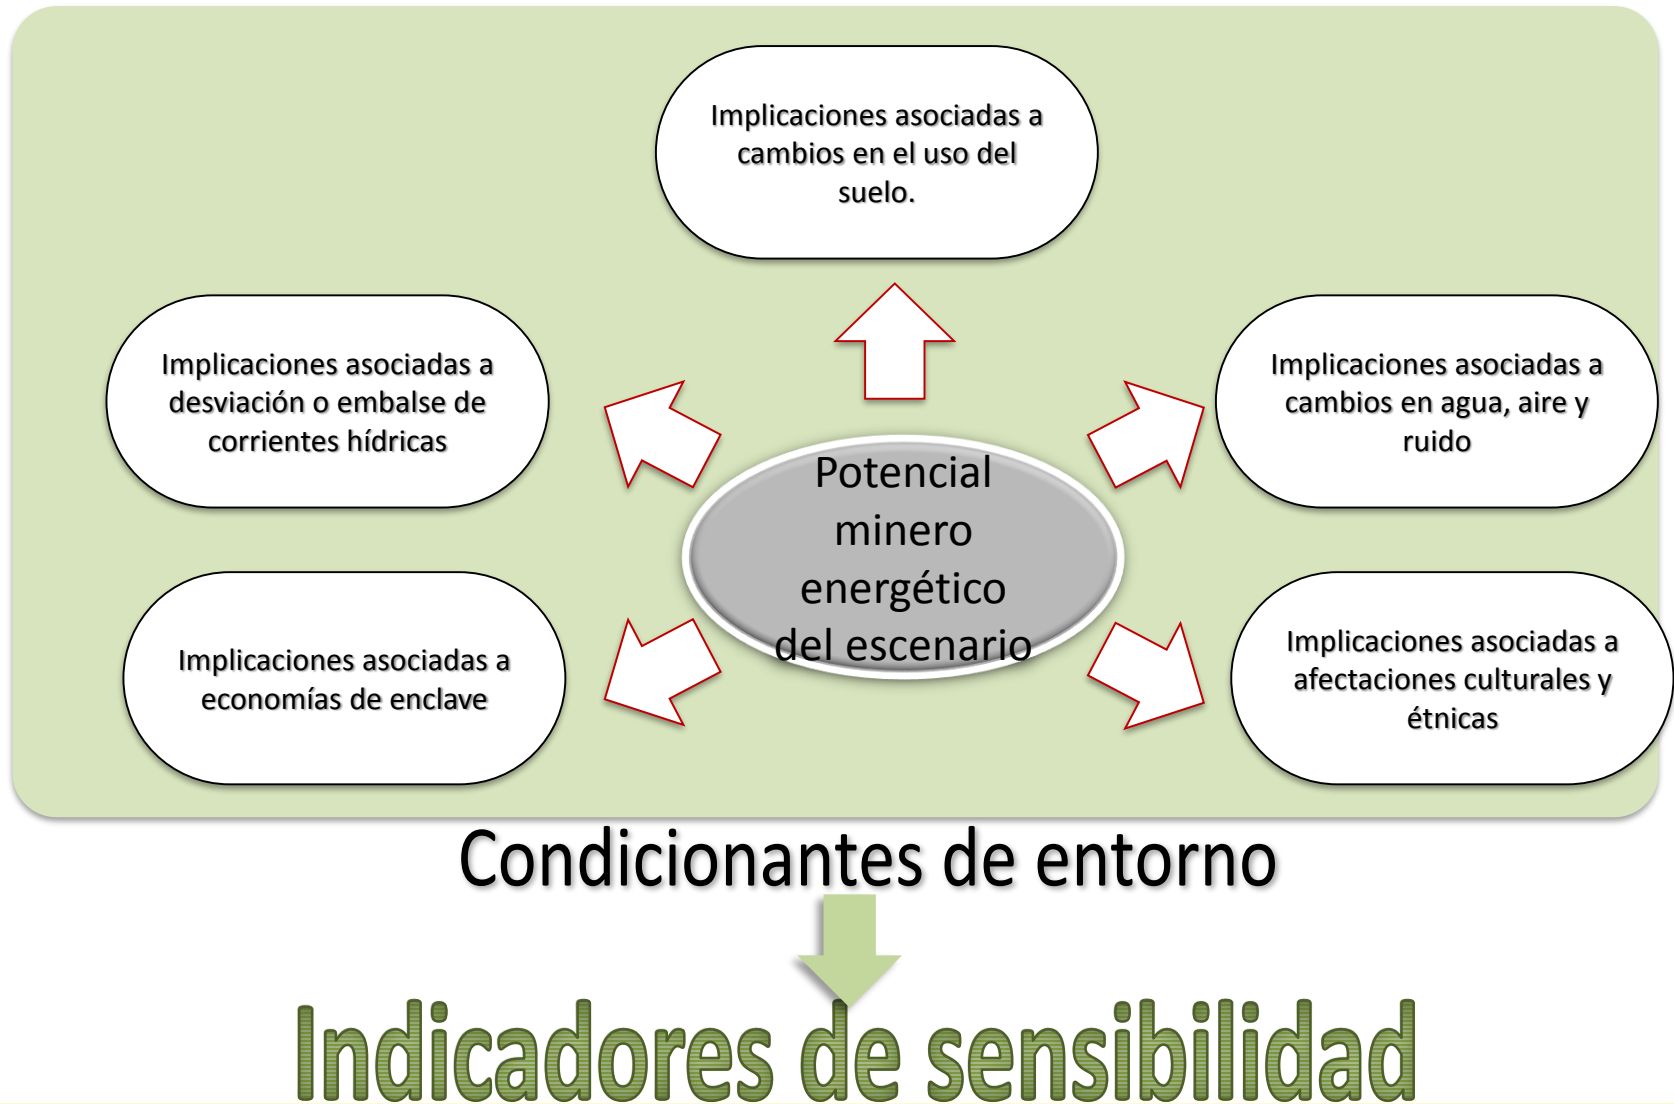 Implicaciones asociadas a
cambios en el uso del
suelo.
Implicaciones asociadas a
desviación o embalse de
corrientes hídricas
Implicaciones asociadas a
cambios en agua, aire y
ruido
Potencial
minero
energético
del escenario
Implicaciones asociadas a
economías de enclave
Implicaciones asociadas a
afectaciones culturales y
étnicas
Condicionantes de entorno
Indicadores de sensibilidad